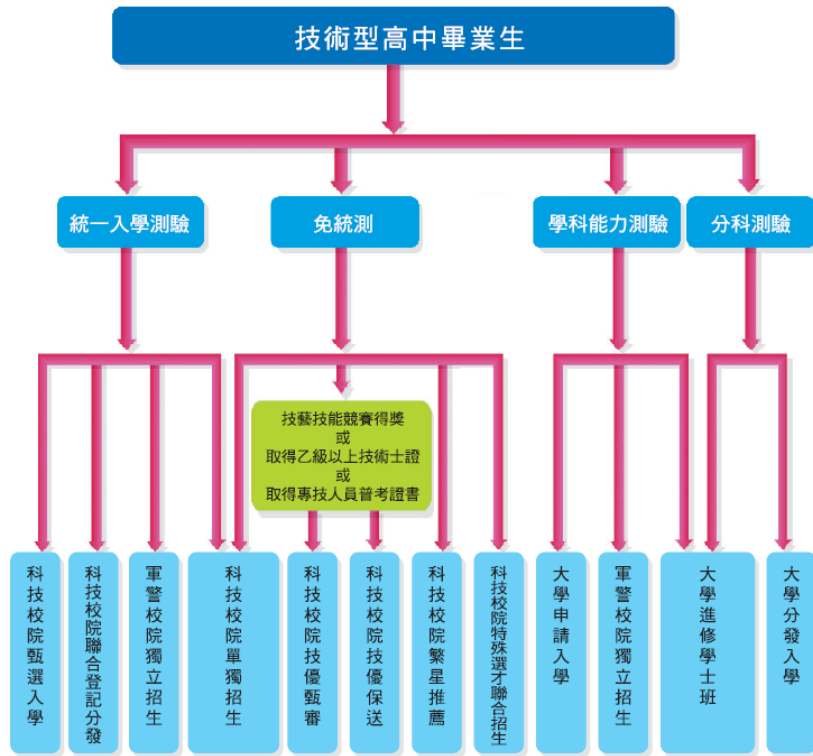 技術型高中畢業生
統一入學測驗
免統測
學科能力測驗
分科測驗
技藝技能競賽得獎
或
取得乙級以上技術士證
或
取得專技人員普考證書
科技校院甄選入學
科技校院聯合登記分發
軍警校院獨立招生
科技校院單獨招生
科技校院技優甄審
科技校院技優保送
科技校院繁星推薦
科技校院特殊選才聯合招生
大學申請入學
軍警校院獨立招生
大學進修學士班
大學分發入學